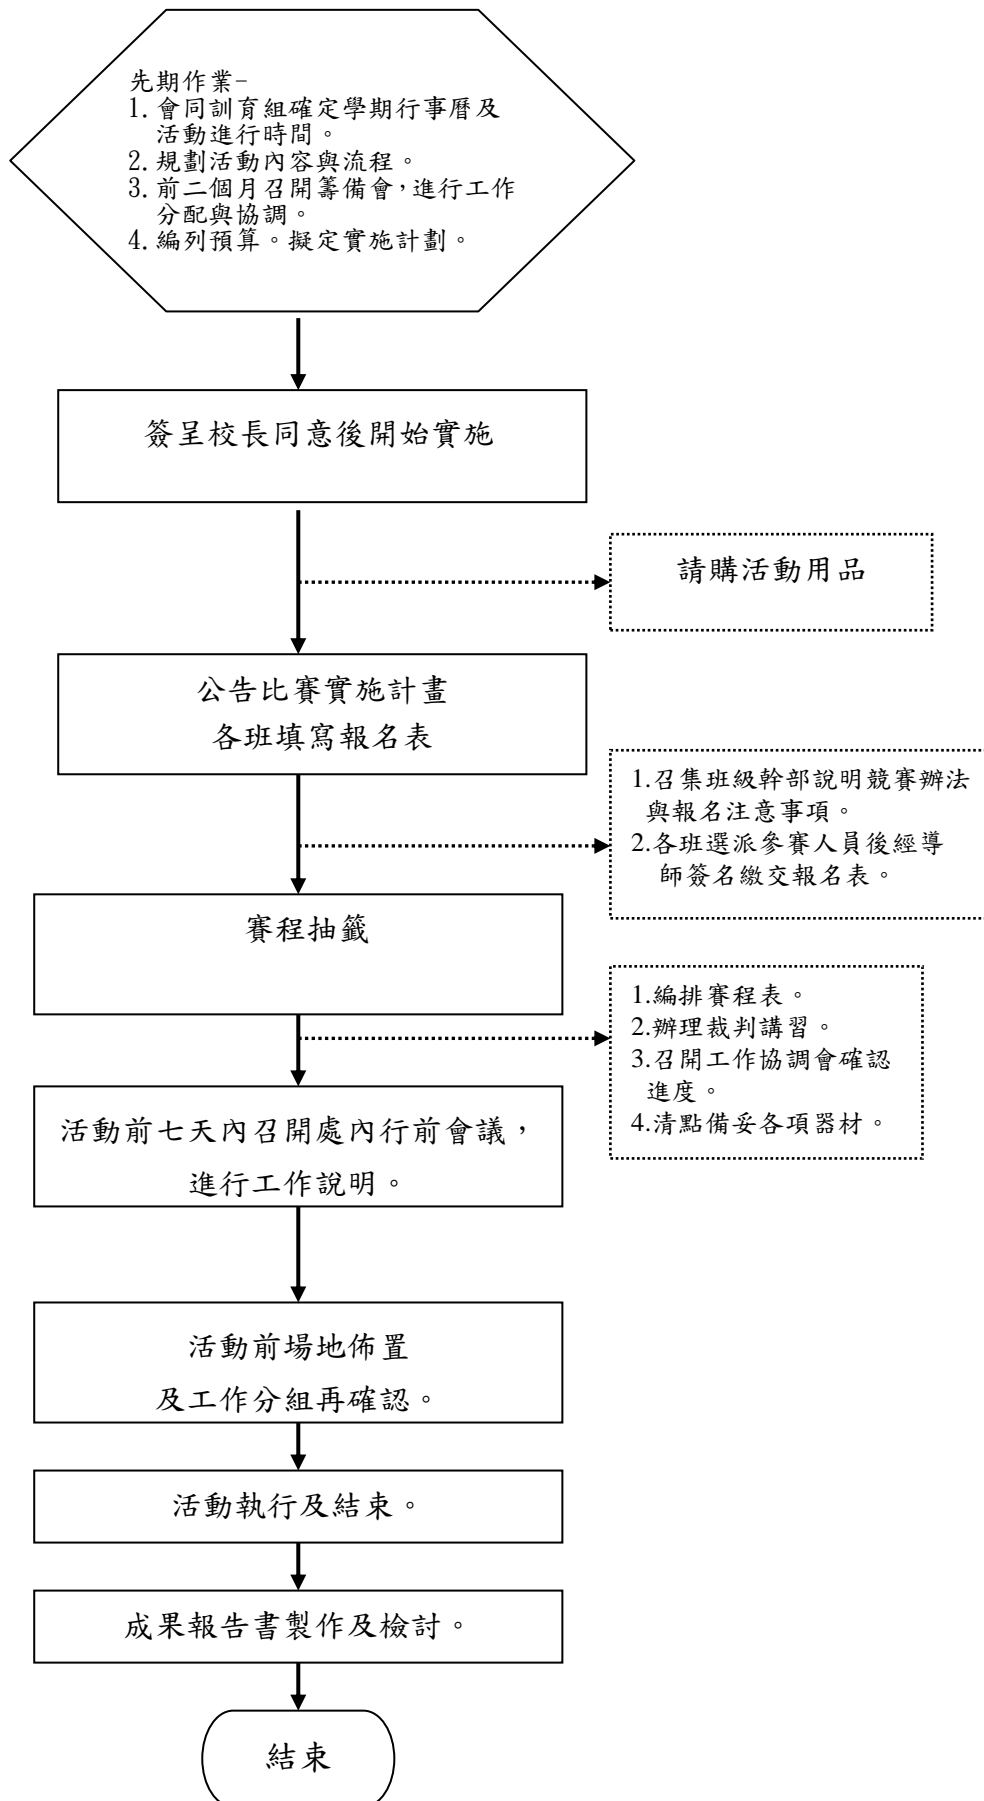 先期作業-
1. 會同訓育組確定學期行事曆及
活動進行時間。
2. 規劃活動內容與流程。
3. 前二個月召開籌備會，進行工作
分配與協調。
4. 編列預算。擬定實施計劃。
簽呈校長同意後開始實施
請購活動用品
公告比賽實施計畫
各班填寫報名表
1.召集班級幹部說明競賽辦法
與報名注意事項。
2.各班選派參賽人員後經導
師簽名繳交報名表。
賽程抽籤
1.編排賽程表。
2.辦理裁判講習。
3.召開工作協調會確認
進度。
4.清點備妥各項器材。
活動前七天內召開處內行前會議，
進行工作說明。
活動前場地佈置
及工作分組再確認。
活動執行及結束。
成果報告書製作及檢討。
結束